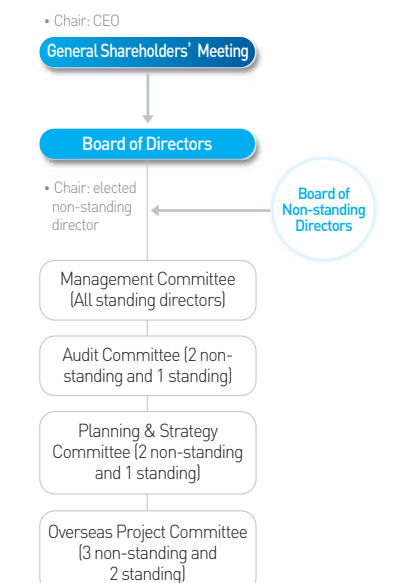 • Chair: CEO
General Shareholders’ Meeting
Board of Directors
• Chair: elected
non-standing
director
Board of
Non-standing
Directors
Management Committee
(All standing directors)
Audit Committee (2 non-
standing and 1 standing)
Planning & Strategy
Committee (2 non-standing
and 1 standing)
Overseas Project Committee
(3 non-standing and
2 standing)